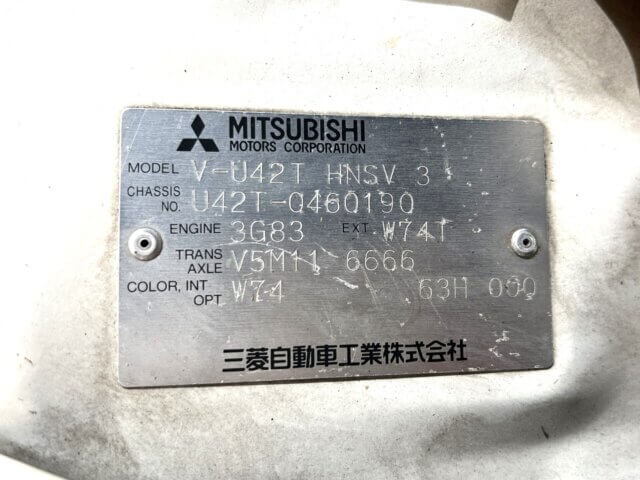 MITSUBISHI
MOTORS CORPORATION
MODEL V-U42T HNSV 3
CHASSIS NO. U42T-0460190
ENGINE 3G83 EXT W74T
TRANS AXLE V5M11 6666
COLOR, INT OPT W74 63H 000
三菱自動車工業株式会社